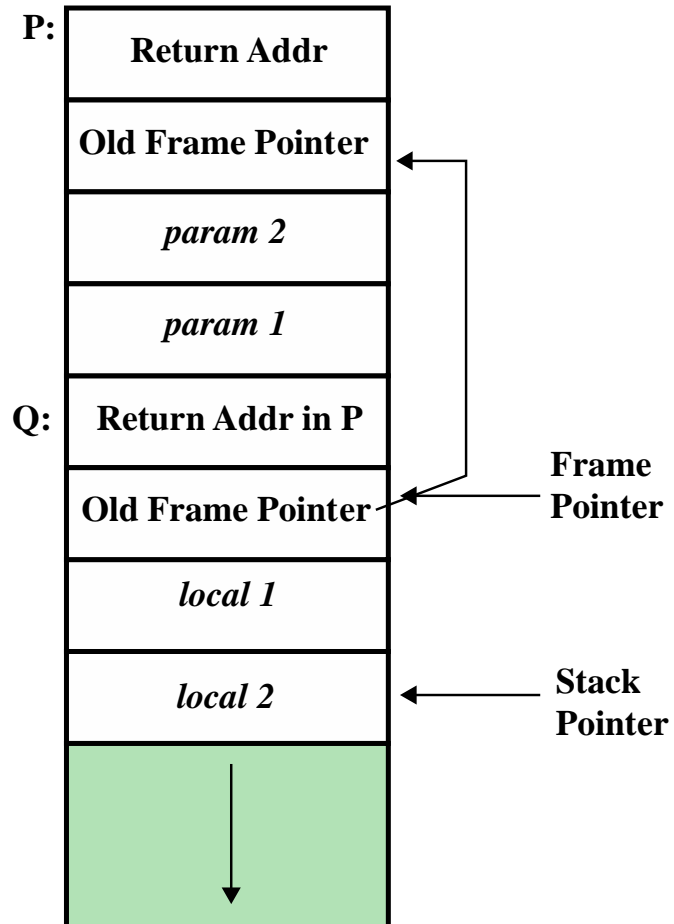 P:
Return Addr
Old Frame Pointer
param 2
param 1
Q:
Return Addr in P
Old Frame Pointer
Frame
Pointer
local 1
local 2
Stack
Pointer